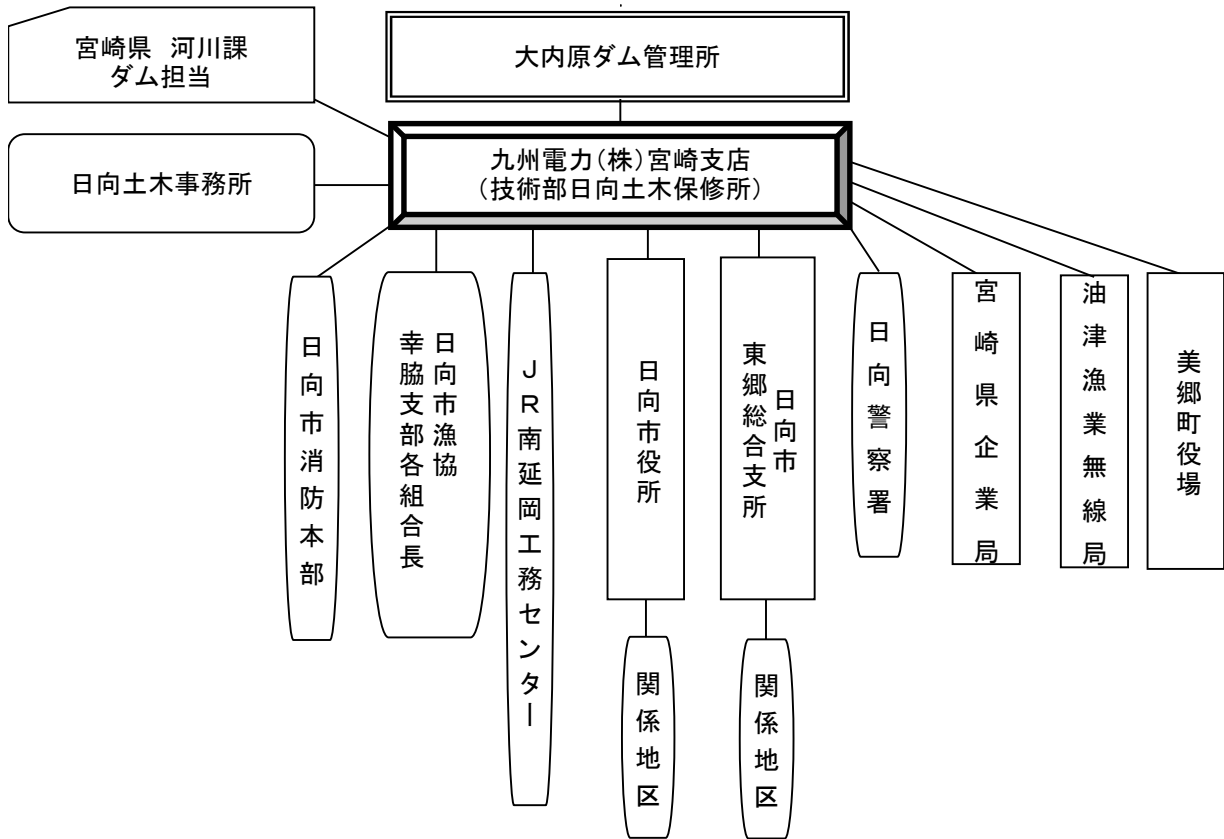 宮崎県 河川課
ダム担当
大内原ダム管理所
日向土木事務所
九州電力(株)宮崎支店
(技術部日向土木保修所)
日向市消防本部
日向市漁協
幸脇支部各組合長
JR南延岡工務センター
日向市役所
日向市
東郷総合支所
日向警察署
宮崎県企業局
油津漁業無線局
美郷町役場
関係地区
関係地区